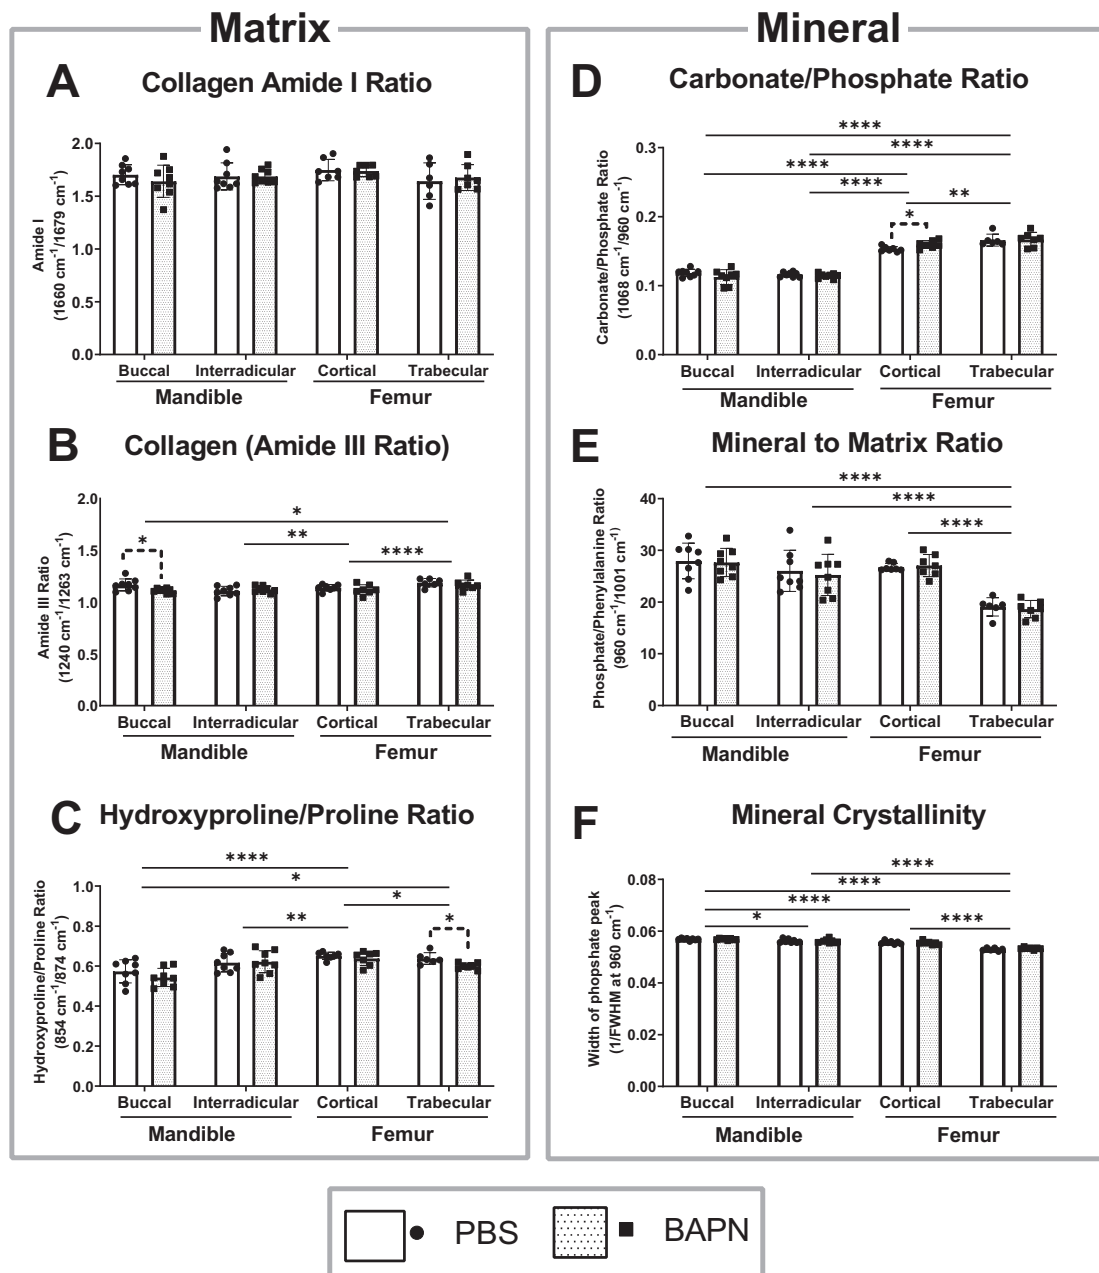 Matrix
A
Collagen Amide I Ratio
****
Amide I
(1660 cm⁻¹/1679 cm⁻¹)
2.0
1.5
1.0
0.5
0.0
Buccal Interradicular Cortical Trabecular
Mandible Femur
B
Collagen (Amide III Ratio)
Amide III Ratio
(1240 cm⁻¹/1263 cm⁻¹)
2.0
1.5
1.0
0.5
0.0
*
*
**
****
Buccal Interradicular Cortical Trabecular
Mandible Femur
C
Hydroxyproline/Proline Ratio
Hydroxyproline/Proline Ratio
(854 cm⁻¹/874 cm⁻¹)
1.0
0.8
0.6
0.4
0.2
0.0
****
*
*
**
*
Buccal Interradicular Cortical Trabecular
Mandible Femur
Mineral
D
Carbonate/Phosphate Ratio
Carbonate/Phosphate Ratio
(1068 cm⁻¹/960 cm⁻¹)
0.3
0.2
0.1
0.0
****
****
****
****
**
*
Buccal Interradicular Cortical Trabecular
Mandible Femur
E
Mineral to Matrix Ratio
Phosphate/Phenylalanine Ratio
(960 cm⁻¹/1001 cm⁻¹)
40
30
20
10
0
****
****
****
Buccal Interradicular Cortical Trabecular
Mandible Femur
F
Mineral Crystallinity
Width of phopshate peak
(1/FWHM at 960 cm⁻¹)
0.08
0.06
0.04
0.02
0.00
****
****
****
*
****
Buccal Interradicular Cortical Trabecular
Mandible Femur
PBS BAPN